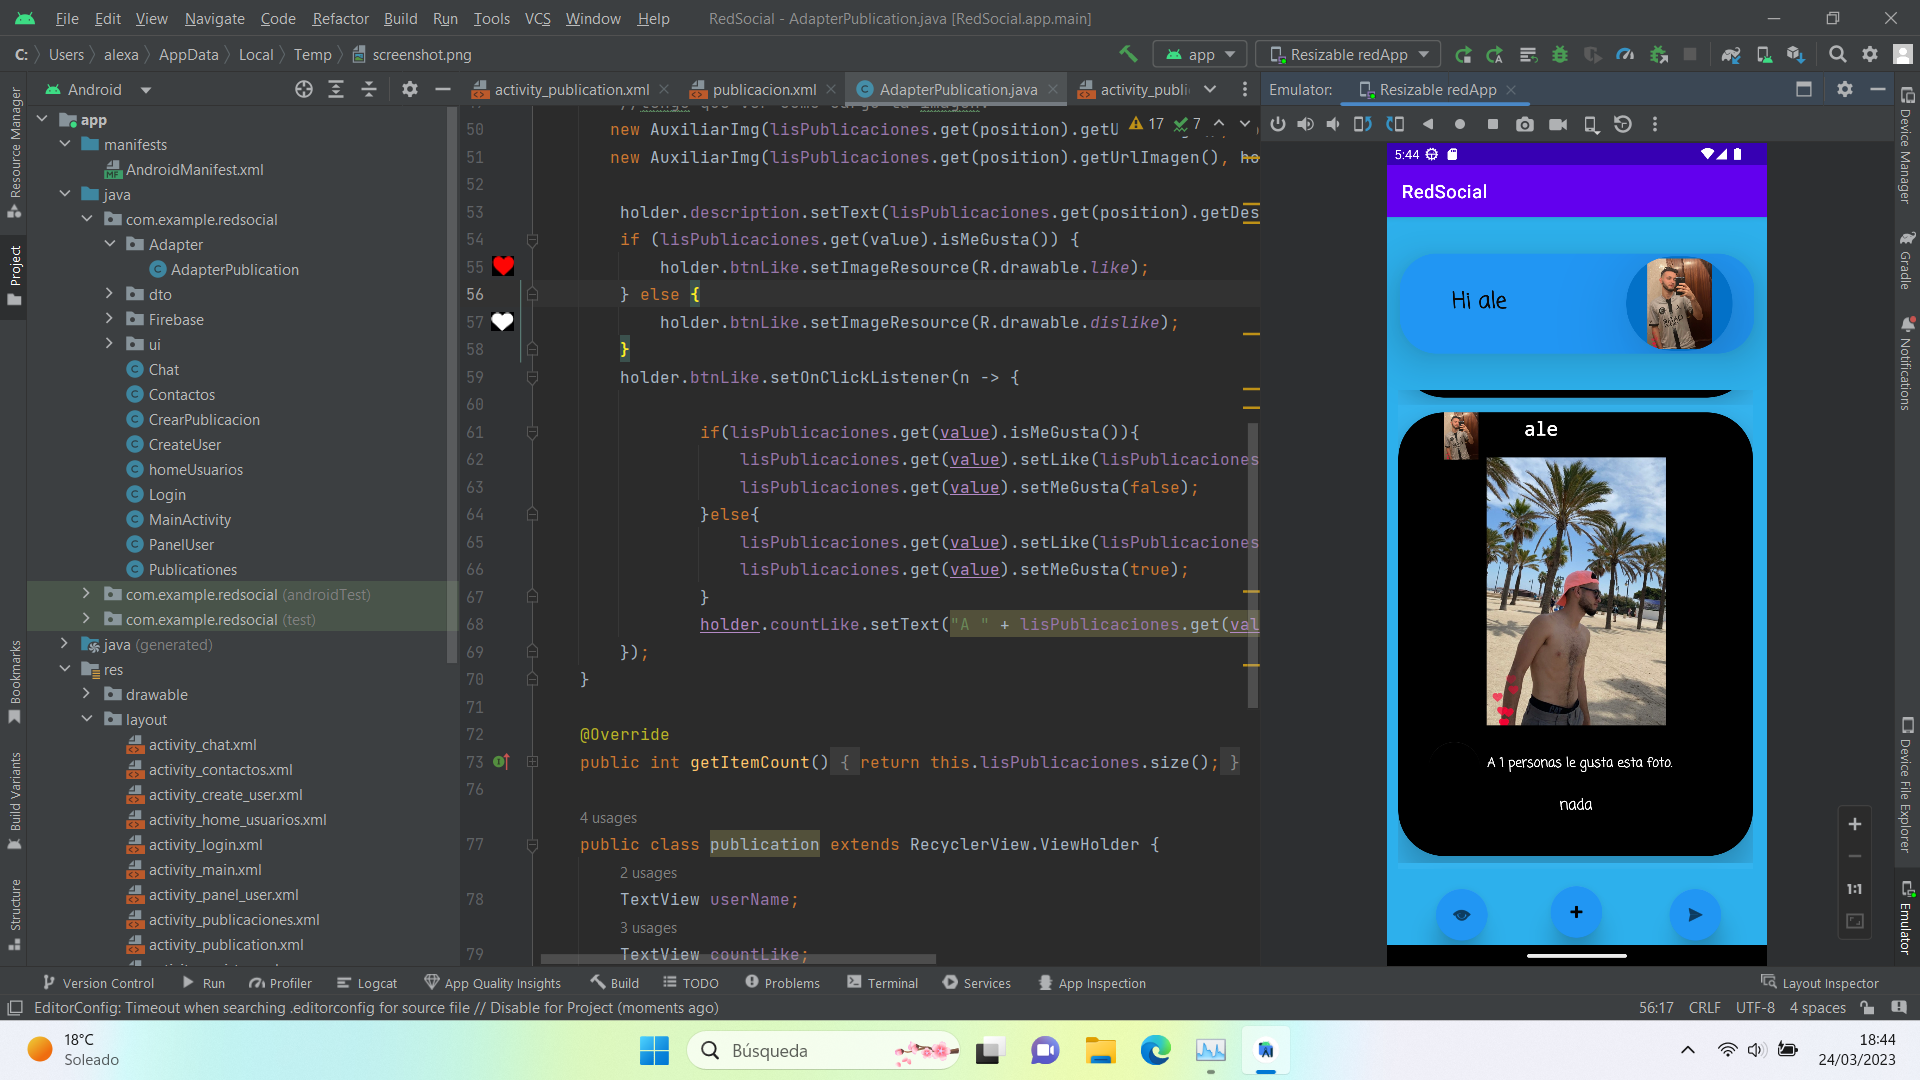 File Edit View Navigate Code Refactor Build Run Tools VCS Window Help RedSocial - AdapterPublication.java [RedSocial.app.main]
C: Users alexa AppData Local Temp screenshot.png app Resizable redApp
Android activity_publication.xml publicacion.xml AdapterPublication.java activity_publi Emulator: Resizable redApp
Resource Manager
Project
Bookmarks
Build Variants
Structure
app
manifests
AndroidManifest.xml
java
com.example.redsocial
Adapter
AdapterPublication
dto
Firebase
ui
Chat
Contactos
CrearPublicacion
CreateUser
homeUsuarios
Login
MainActivity
PanelUser
Publicationes
com.example.redsocial (androidTest)
com.example.redsocial (test)
java (generated)
res
drawable
layout
activity_chat.xml
activity_contactos.xml
activity_create_user.xml
activity_home_usuarios.xml
activity_login.xml
activity_main.xml
activity_panel_user.xml
activity_publicaciones.xml
activity_publication.xml
17 7
50 new AuxiliarImg(lisPublicaciones.get(position).getU
51 new AuxiliarImg(lisPublicaciones.get(position).getUrlImagen(), ho
52
53 holder.description.setText(lisPublicaciones.get(position).getDes
54 if (lisPublicaciones.get(value).isMeGusta()) {
55 holder.btnLike.setImageResource(R.drawable.like);
56 } else {
57 holder.btnLike.setImageResource(R.drawable.dislike);
58 }
59 holder.btnLike.setOnClickListener(n -> {
60
61 if(lisPublicaciones.get(value).isMeGusta()){
62 lisPublicaciones.get(value).setLike(lisPublicaciones
63 lisPublicaciones.get(value).setMeGusta(false);
64 }else{
65 lisPublicaciones.get(value).setLike(lisPublicaciones
66 lisPublicaciones.get(value).setMeGusta(true);
67 }
68 holder.countLike.setText("A " + lisPublicaciones.get(val
69 });
70 }
71
72 @Override
73 public int getItemCount() { return this.lisPublicaciones.size(); }
76
4 usages
77 public class publication extends RecyclerView.ViewHolder {
2 usages
78 TextView userName;
3 usages
79 TextView countLike;
5:44
RedSocial
Hi ale
ale
A 1 personas le gusta esta foto.
nada
1:1
Device Manager
Gradle
Notifications
Device File Explorer
Emulator
Version Control Run Profiler Logcat App Quality Insights Build TODO Problems Terminal Services App Inspection Layout Inspector
EditorConfig: Timeout when searching .editorconfig for source file // Disable for Project (moments ago) 56:17 CRLF UTF-8 4 spaces
18°C
Soleado
Búsqueda
18:44
24/03/2023